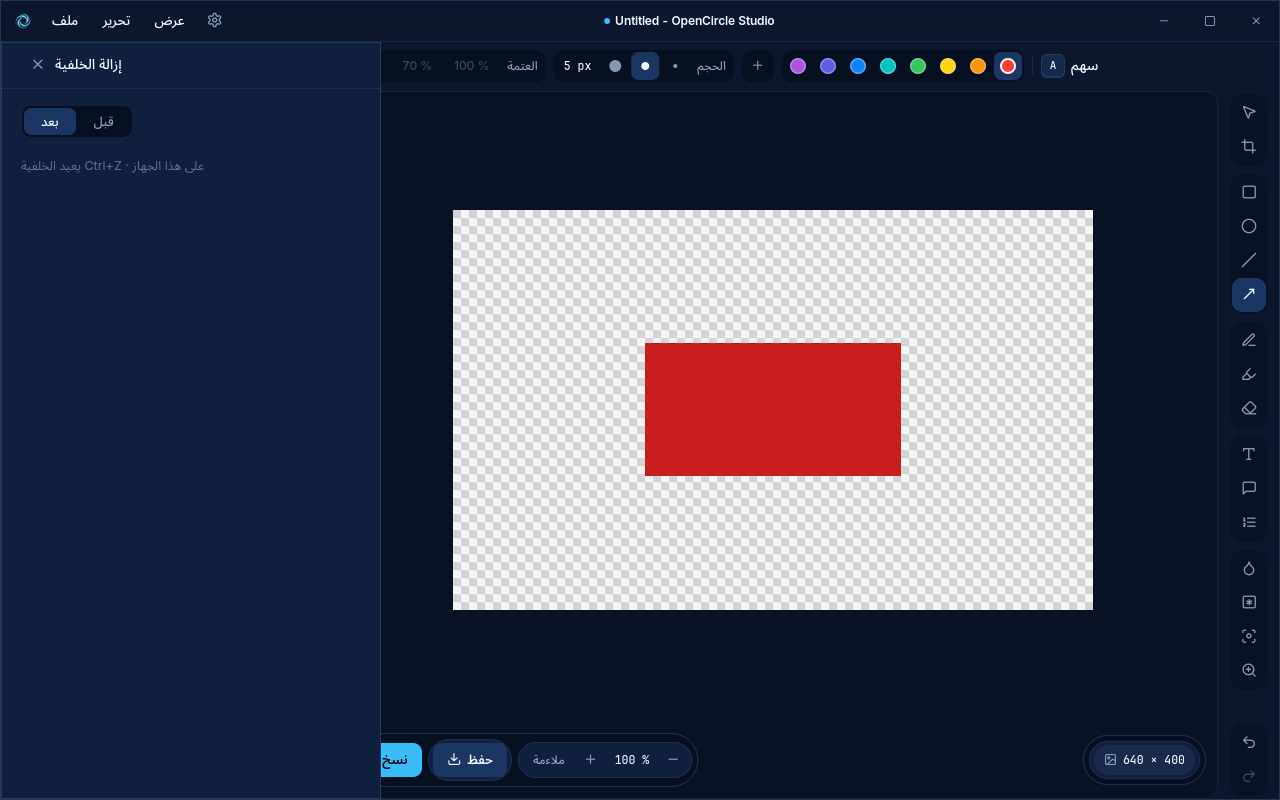 ملف تحرير عرض
Untitled - OpenCircle Studio
إزالة الخلفية
قبل بعد
على هذا الجهاز · Ctrl+Z يعيد الخلفية
سهم A
الحجم 5 px
العتمة 100 % 70 %
640 × 400
100 % ملاءمة
حفظ
نسخ